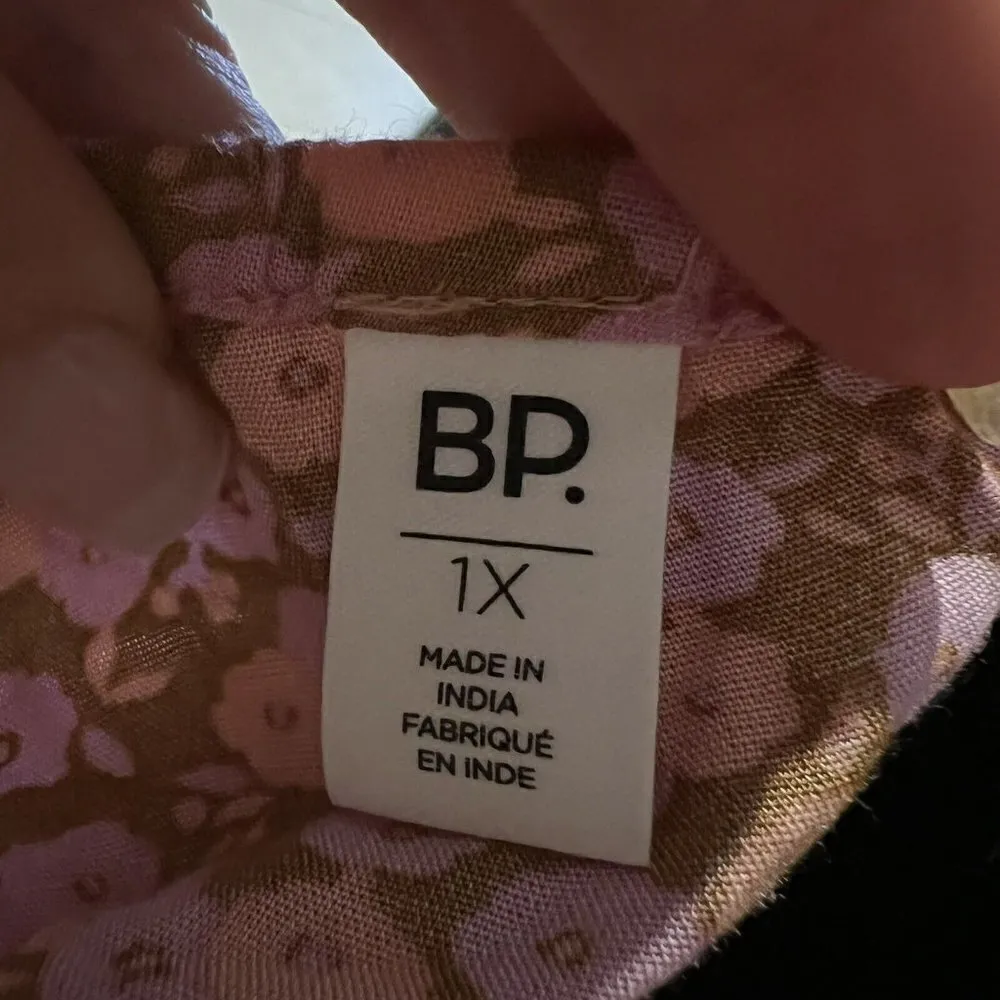 BP.
1X
MADE IN
INDIA
FABRIQUÉ
EN INDE